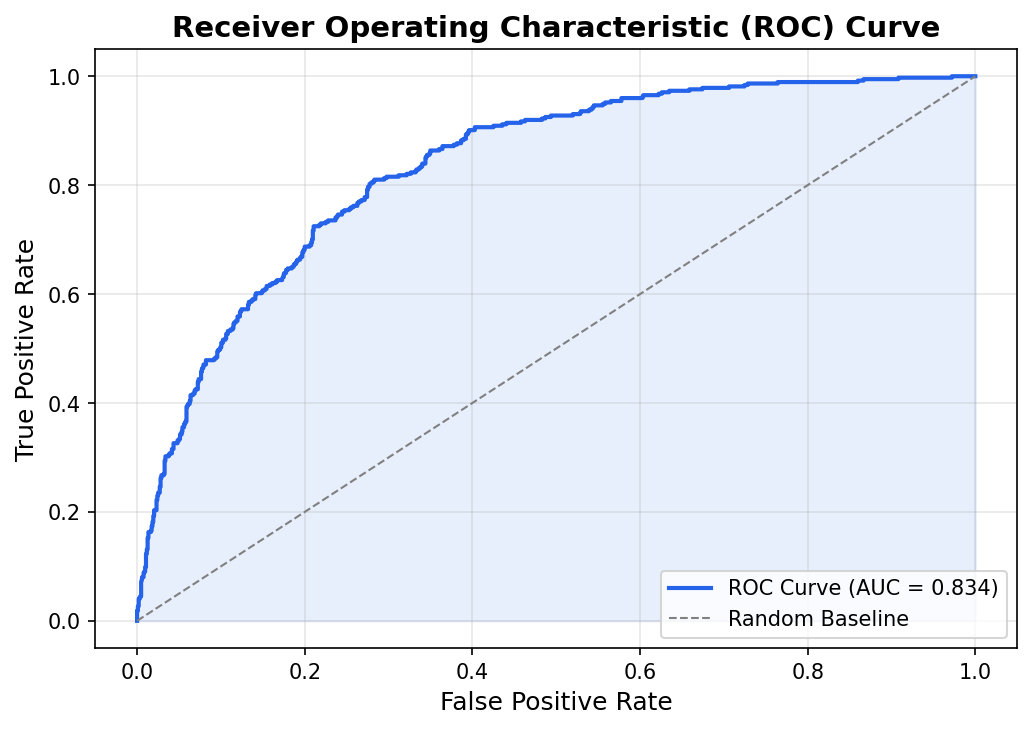 Receiver Operating Characteristic (ROC) Curve
True Positive Rate
1.0
0.8
0.6
0.4
0.2
0.0
ROC Curve (AUC = 0.834)
Random Baseline
0.0 0.2 0.4 0.6 0.8 1.0
False Positive Rate